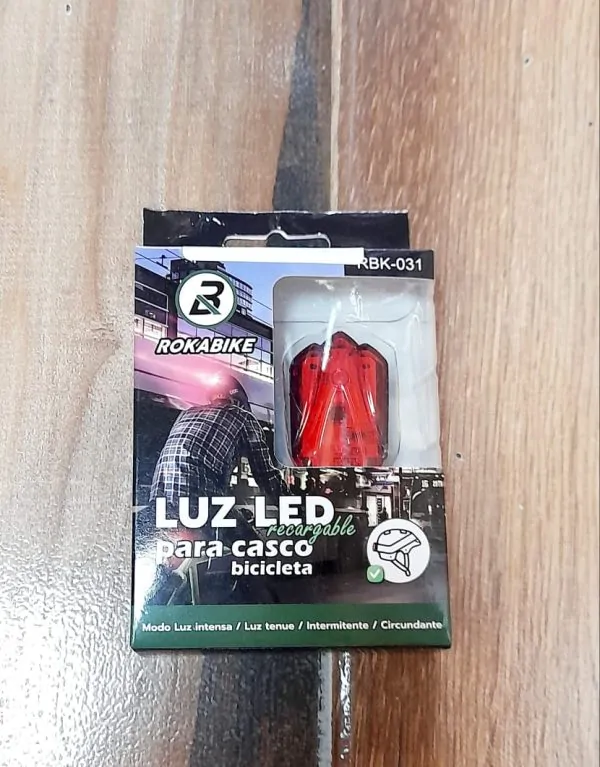 RBK-031
ROKABIKE
LUZ LED
recargable
para casco
bicicleta
Modo Luz intensa / Luz tenue / Intermitente / Circundante